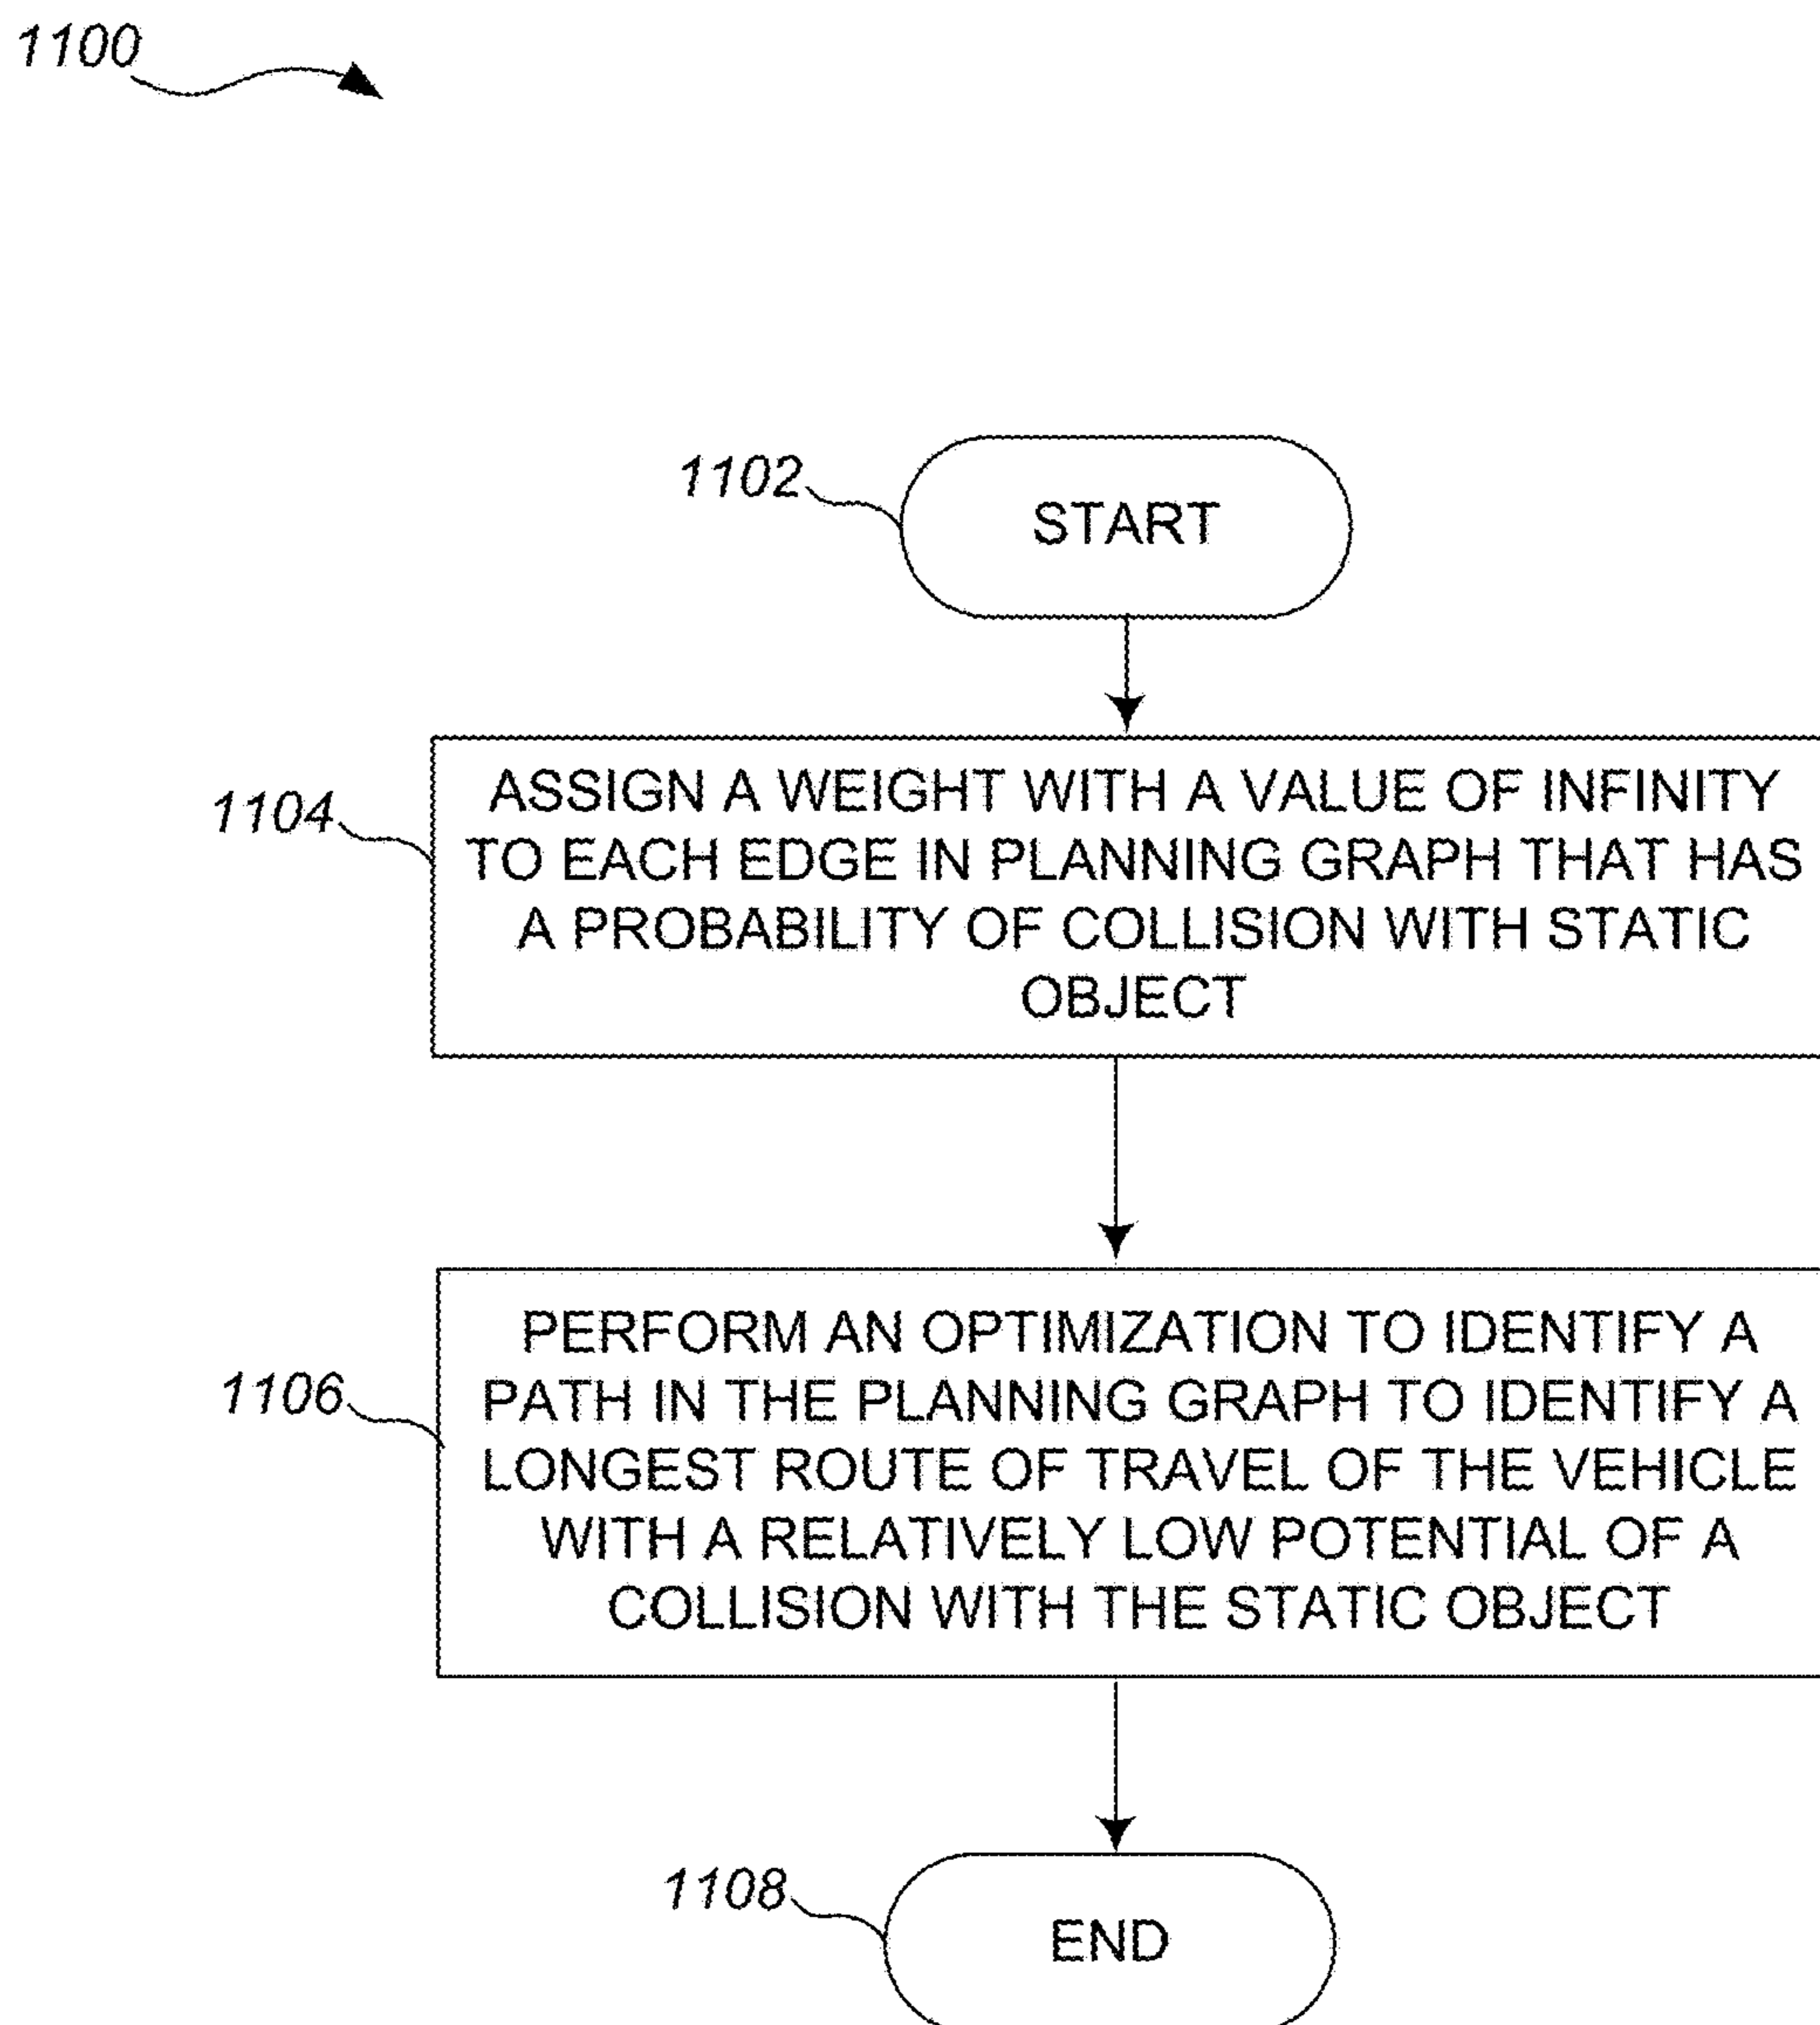 1100
1102
START
1104
ASSIGN A WEIGHT WITH A VALUE OF INFINITY
TO EACH EDGE IN PLANNING GRAPH THAT HAS
A PROBABILITY OF COLLISION WITH STATIC
OBJECT
1106
PERFORM AN OPTIMIZATION TO IDENTIFY A
PATH IN THE PLANNING GRAPH TO IDENTIFY A
LONGEST ROUTE OF TRAVEL OF THE VEHICLE
WITH A RELATIVELY LOW POTENTIAL OF A
COLLISION WITH THE STATIC OBJECT
1108
END